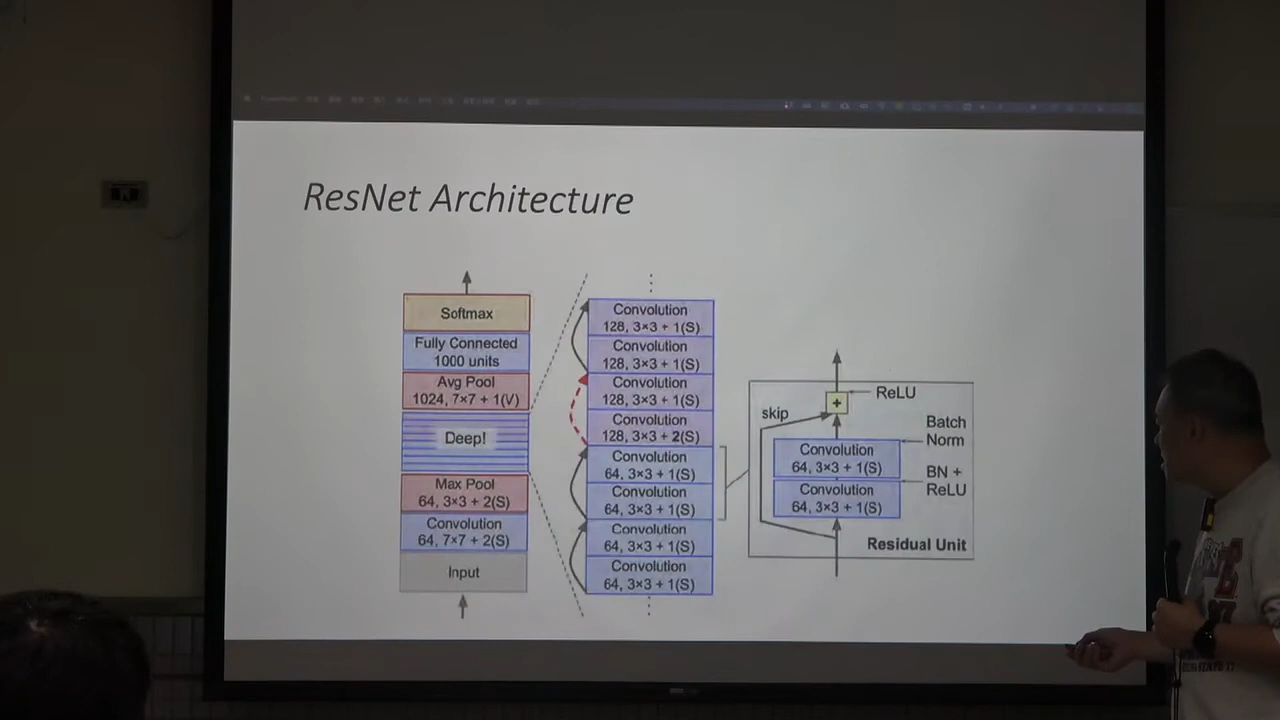 ResNet Architecture
Softmax
Fully Connected
1000 units
Avg Pool
1024, 7×7 + 1(V)
Deep!
Max Pool
64, 3×3 + 2(S)
Convolution
64, 7×7 + 2(S)
Input
Convolution
128, 3×3 + 1(S)
Convolution
128, 3×3 + 1(S)
Convolution
128, 3×3 + 1(S)
Convolution
128, 3×3 + 2(S)
Convolution
64, 3×3 + 1(S)
Convolution
64, 3×3 + 1(S)
Convolution
64, 3×3 + 1(S)
Convolution
64, 3×3 + 1(S)
ReLU
+
skip
Batch
Norm
Convolution
64, 3×3 + 1(S)
BN +
ReLU
Convolution
64, 3×3 + 1(S)
Residual Unit